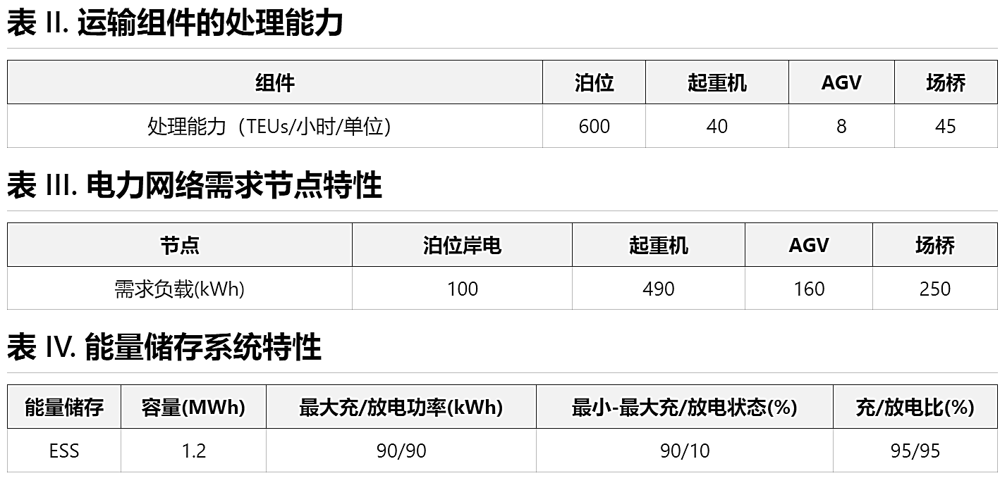 表 II. 运输组件的处理能力
组件 泊位 起重机 AGV 场桥
处理能力（TEUs/小时/单位） 600 40 8 45
表 III. 电力网络需求节点特性
节点 泊位岸电 起重机 AGV 场桥
需求负载(kWh) 100 490 160 250
表 IV. 能量储存系统特性
能量储存 容量(MWh) 最大充/放电功率(kWh) 最小-最大充/放电状态(%) 充/放电比(%)
ESS 1.2 90/90 90/10 95/95